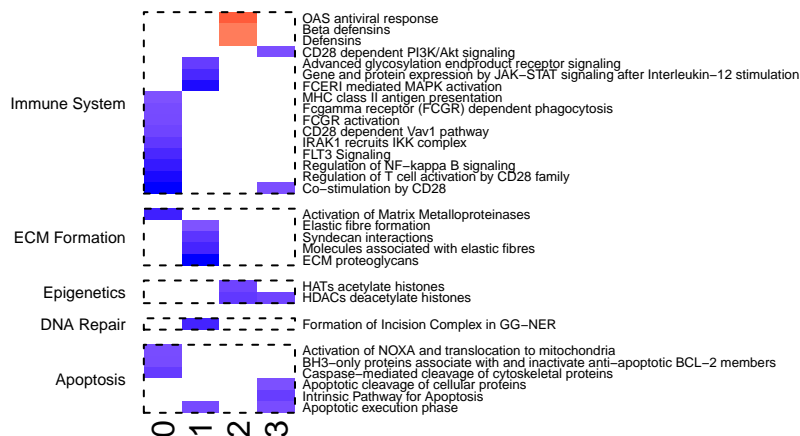 OAS antiviral response
Beta defensins
Defensins
CD28 dependent PI3K/Akt signaling
Advanced glycosylation endproduct receptor signaling
Gene and protein expression by JAK−STAT signaling after Interleukin−12 stimulation
FCERI mediated MAPK activation
Immune System
MHC class II antigen presentation
Fcgamma receptor (FCGR) dependent phagocytosis
FCGR activation
CD28 dependent Vav1 pathway
IRAK1 recruits IKK complex
FLT3 Signaling
Regulation of NF−kappa B signaling
Regulation of T cell activation by CD28 family
Co−stimulation by CD28
Activation of Matrix Metalloproteinases
Elastic fibre formation
ECM Formation
Syndecan interactions
Molecules associated with elastic fibres
ECM proteoglycans
Epigenetics
HATs acetylate histones
HDACs deacetylate histones
DNA Repair
Formation of Incision Complex in GG−NER
Activation of NOXA and translocation to mitochondria
BH3−only proteins associate with and inactivate anti−apoptotic BCL−2 members
Caspase−mediated cleavage of cytoskeletal proteins
Apoptosis
Apoptotic cleavage of cellular proteins
Intrinsic Pathway for Apoptosis
Apoptotic execution phase
0 1 2 3